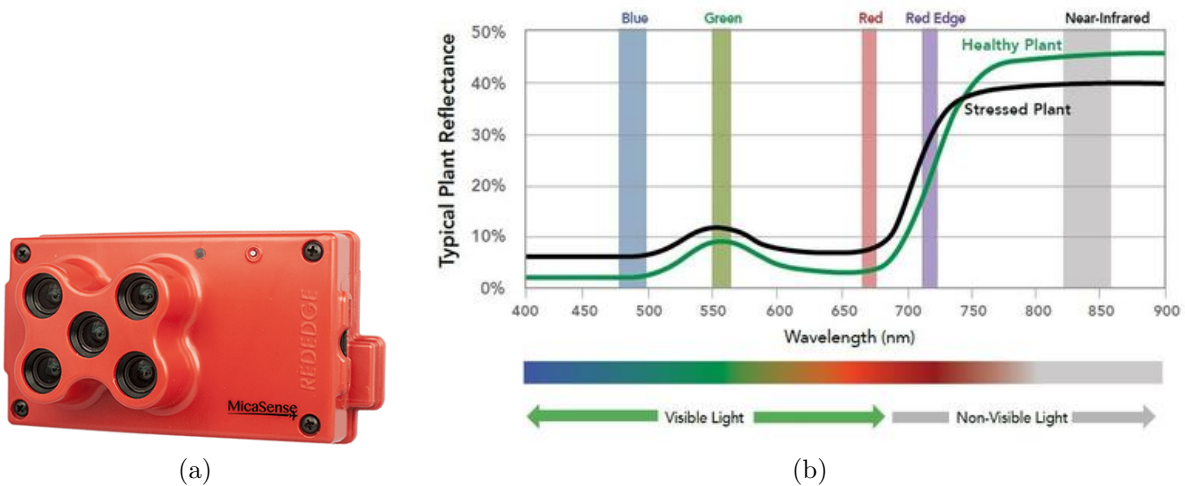 REDEDGE
MicaSense
(a)
Blue Green Red Red Edge Near-Infrared
Typical Plant Reflectance
50%
40%
30%
20%
10%
0%
Healthy Plant
Stressed Plant
400 450 500 550 600 650 700 750 800 850 900
Wavelength (nm)
Visible Light Non-Visible Light
(b)